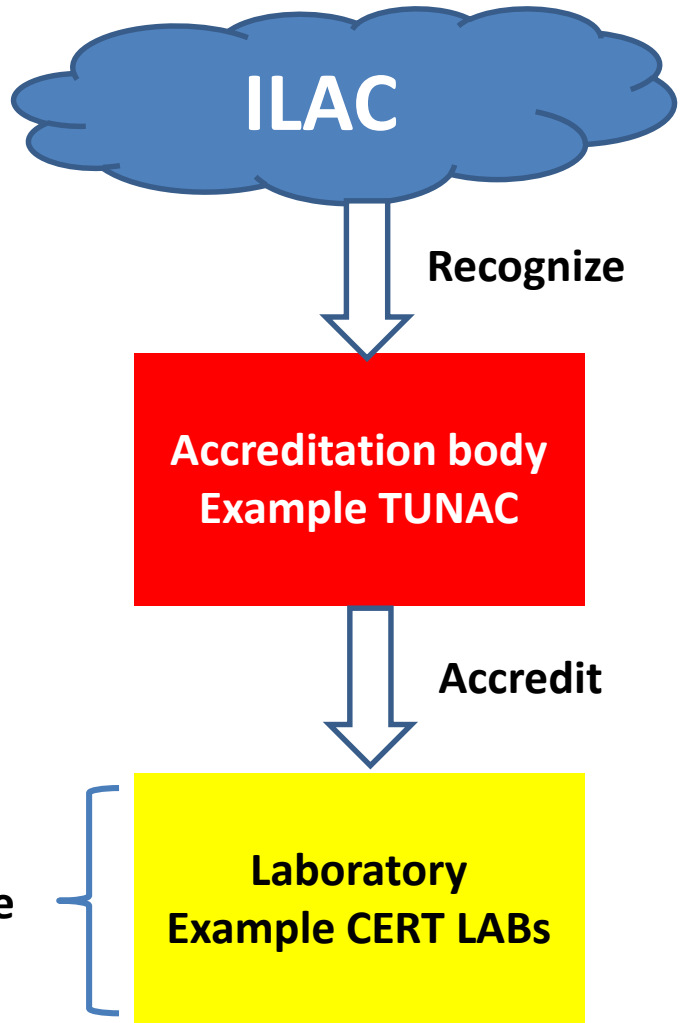 ILAC
Recognize
Accreditation body
Example TUNAC
Accredit
Laboratory
Example CERT LABs
e